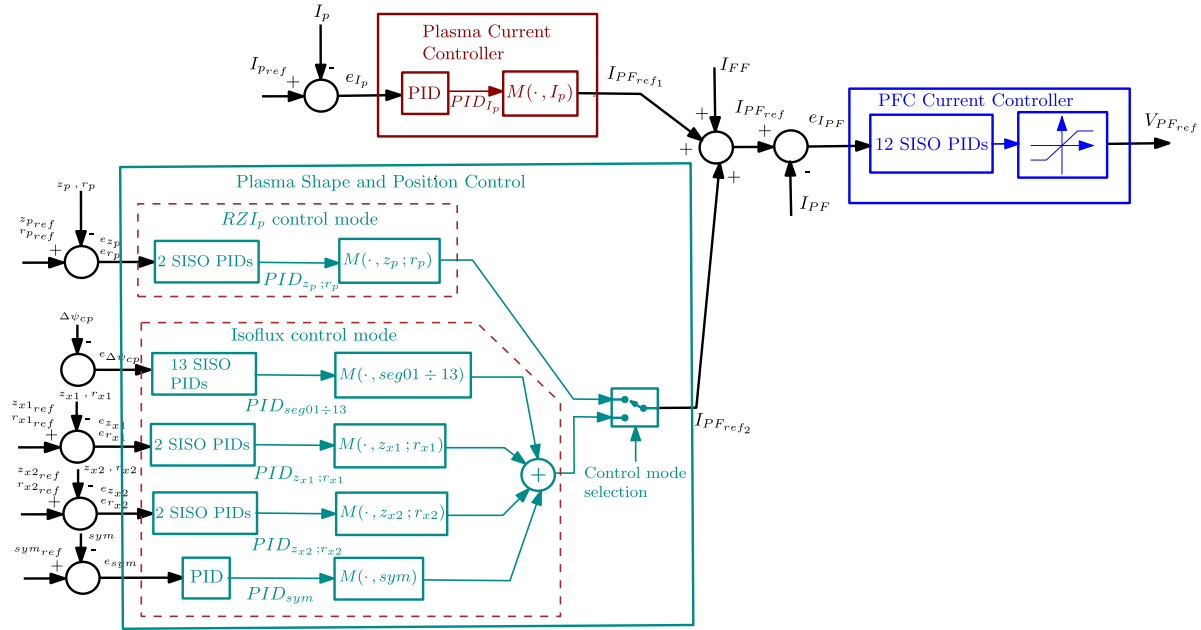 I_p
I_{p_{ref}}
+
-
e_{I_p}
Plasma Current
Controller
PID
PID_{I_p}
M(· , I_p)
I_{PF_{ref_1}}
I_{FF}
+
+
+
I_{PF_{ref}}
+
-
e_{I_{PF}}
I_{PF}
PFC Current Controller
12 SISO PIDs
V_{PF_{ref}}
Plasma Shape and Position Control
z_p , r_p
z_{p_{ref}}
r_{p_{ref}}
+
-
e_{z_p}
e_{r_p}
RZI_p control mode
2 SISO PIDs
PID_{z_p ; r_p}
M(· , z_p ; r_p)
Isoflux control mode
Δψ_{cp}
-
e_{Δψ_{cp}}
13 SISO
PIDs
PID_{seg01÷13}
M(· , seg01 ÷ 13)
z_{x1} , r_{x1}
z_{x1_{ref}}
r_{x1_{ref}}
+
-
e_{z_{x1}}
e_{r_{x1}}
2 SISO PIDs
PID_{z_{x1} ; r_{x1}}
M(· , z_{x1} ; r_{x1})
z_{x2} , r_{x2}
z_{x2_{ref}}
r_{x2_{ref}}
+
-
e_{z_{x2}}
e_{r_{x2}}
2 SISO PIDs
PID_{z_{x2} ; r_{x2}}
M(· , z_{x2} ; r_{x2})
sym
sym_{ref}
+
-
e_{sym}
PID
PID_{sym}
M(· , sym)
+
Control mode
selection
I_{PF_{ref_2}}